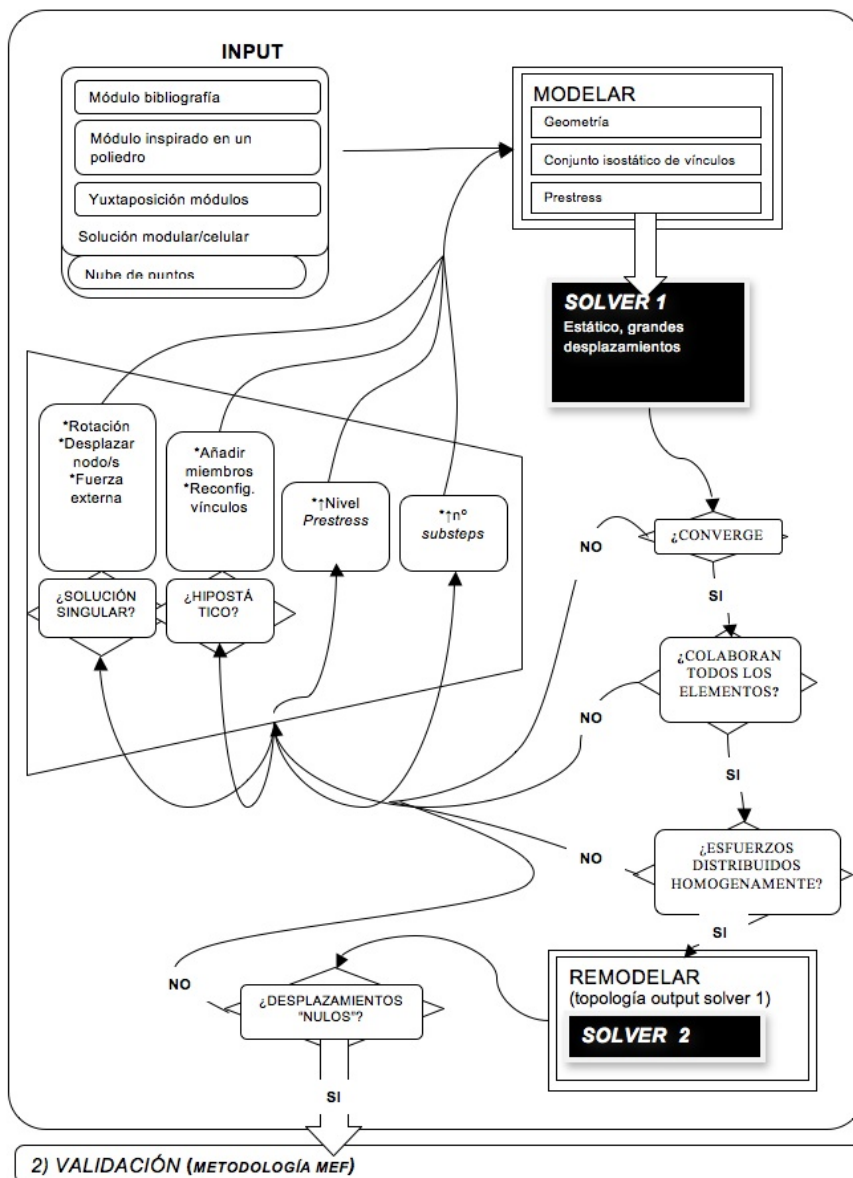 INPUT
Módulo bibliografía
Módulo inspirado en un
poliedro
Yuxtaposición módulos
Solución modular/celular
Nube de puntos
MODELAR
Geometría
Conjunto isostático de vínculos
Prestress
SOLVER 1
Estático, grandes
desplazamientos
*Rotación
*Desplazar
nodo/s
*Fuerza
externa
*Añadir
miembros
*Reconfig.
vínculos
*↑Nivel
Prestress
*↑nº
substeps
¿SOLUCIÓN
SINGULAR?
¿HIPOSTÁ
TICO?
¿CONVERGE
NO
SI
¿COLABORAN
TODOS LOS
ELEMENTOS?
NO
SI
¿ESFUERZOS
DISTRIBUIDOS
HOMOGENAMENTE?
NO
SI
REMODELAR
(topología output solver 1)
SOLVER 2
¿DESPLAZAMIENTOS
"NULOS"?
NO
SI
2) VALIDACIÓN (METODOLOGÍA MEF)